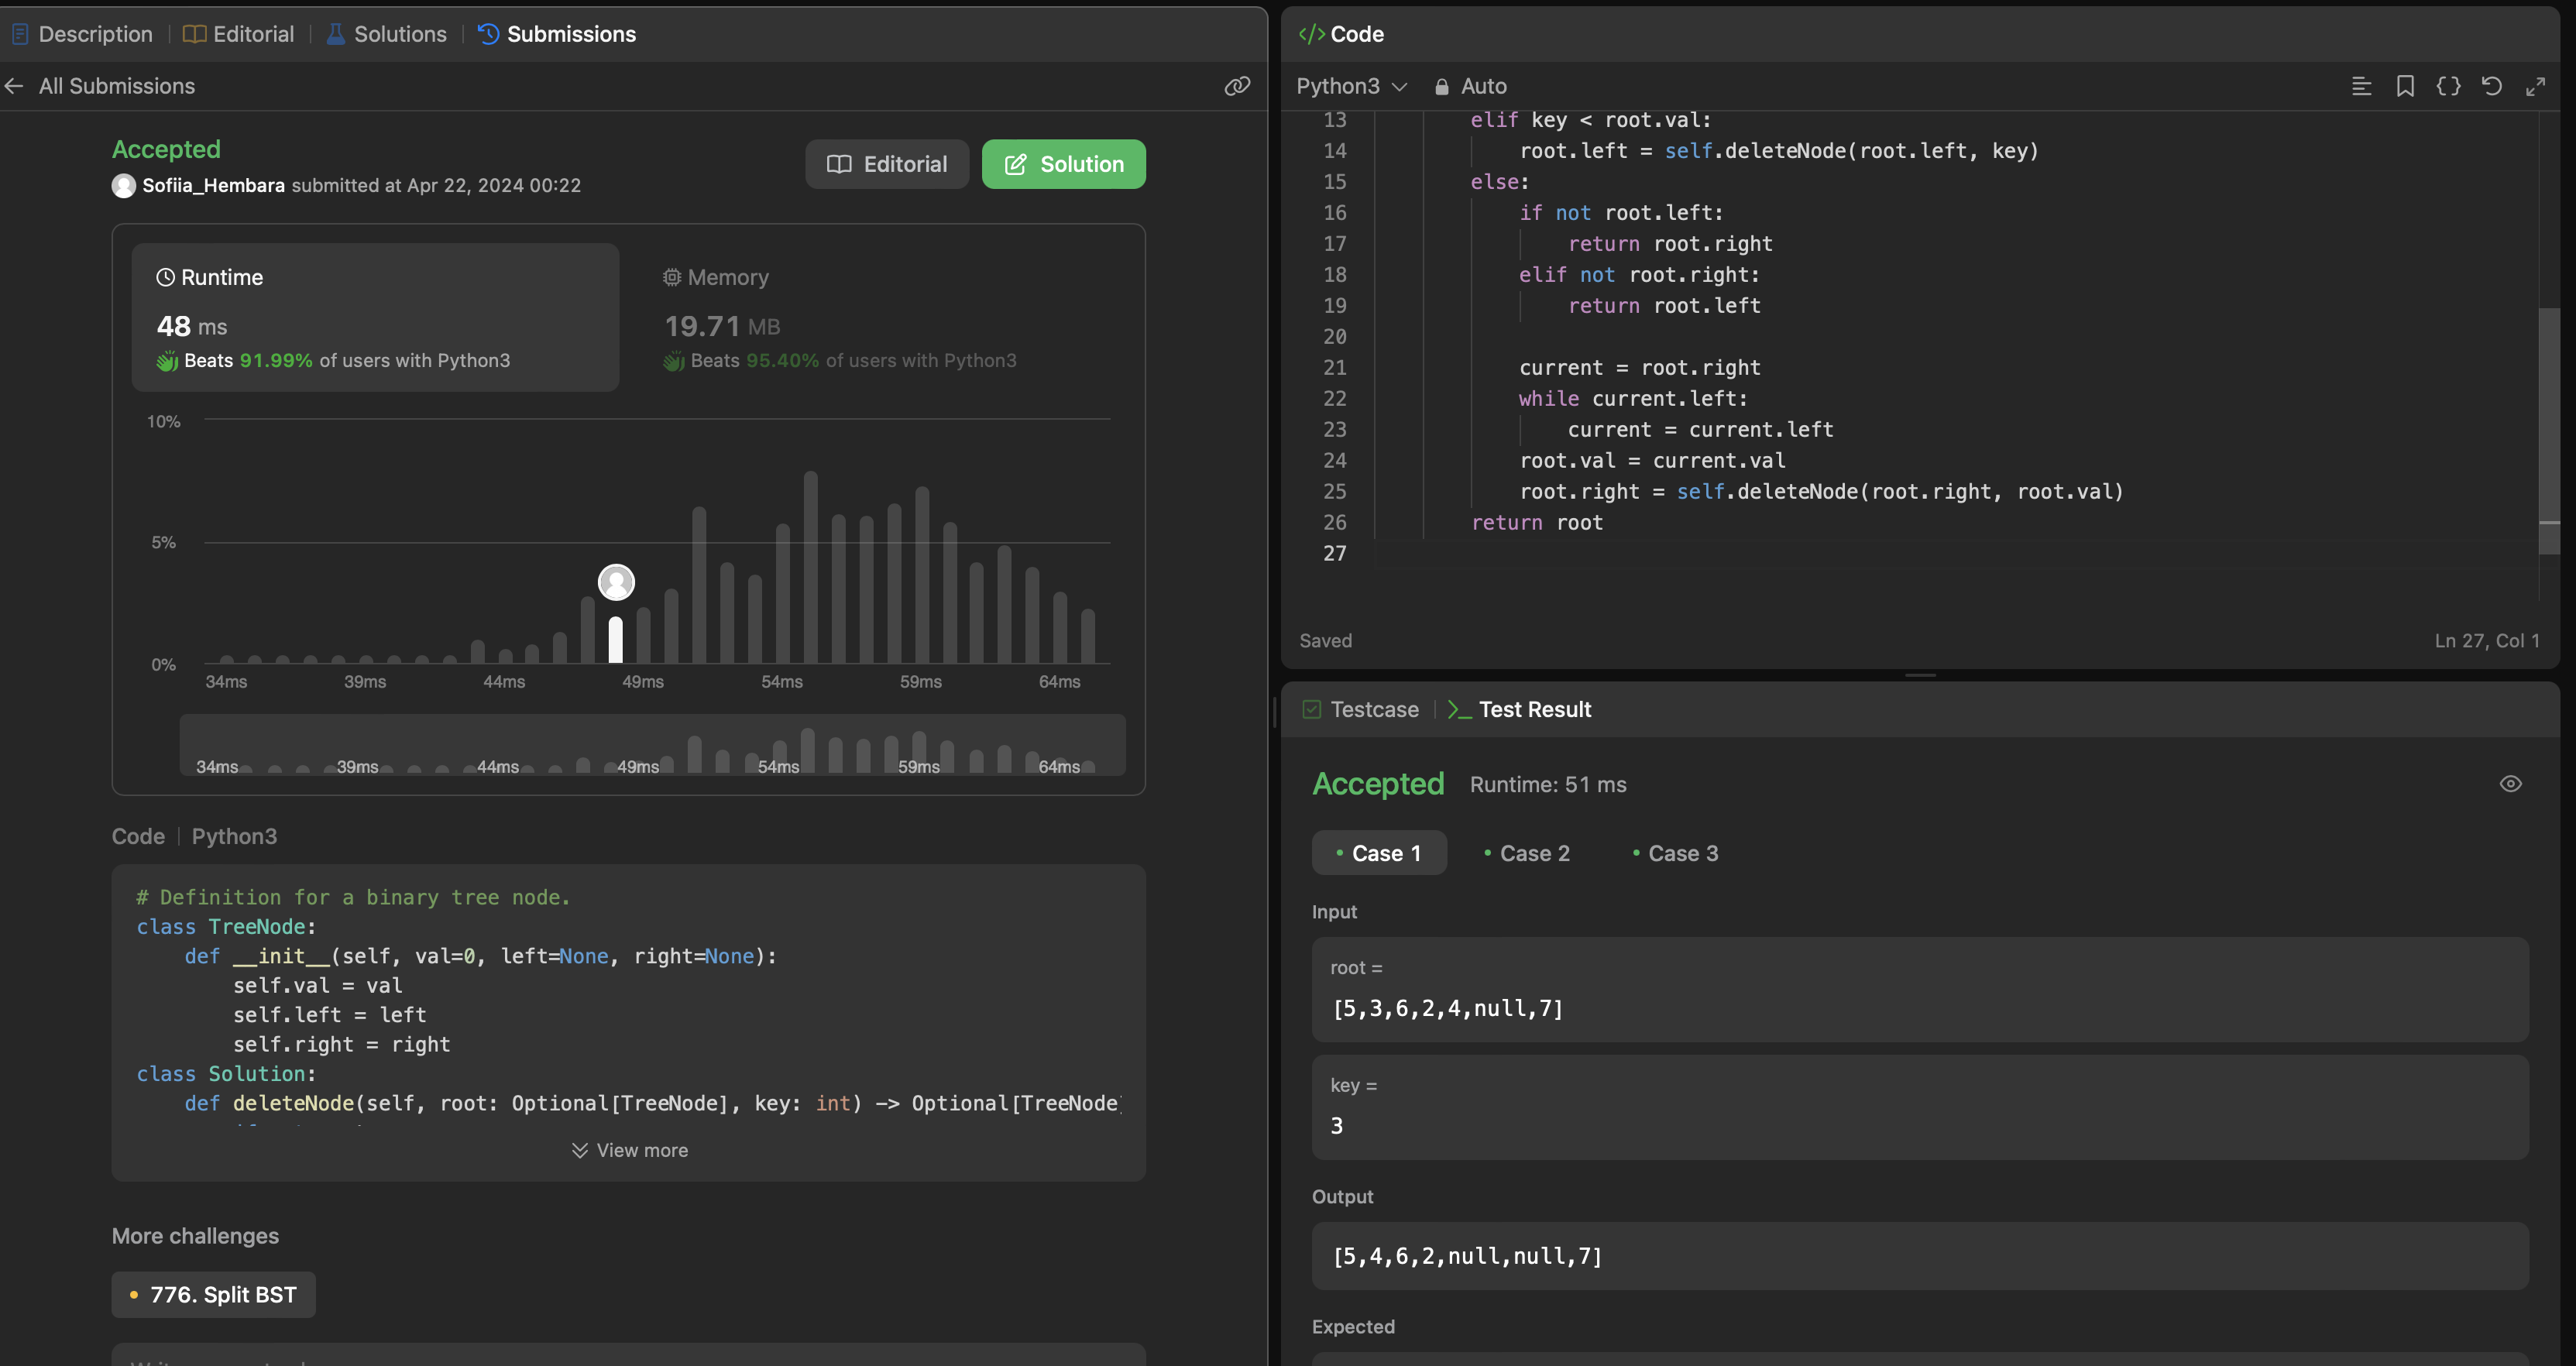 Description | Editorial | Solutions | Submissions
All Submissions
Accepted
Sofiia_Hembara submitted at Apr 22, 2024 00:22
Editorial
Solution
Runtime
48 ms
Beats 91.99% of users with Python3
Memory
19.71 MB
Beats 95.40% of users with Python3
10%
5%
0%
34ms 39ms 44ms 49ms 54ms 59ms 64ms
34ms 39ms 44ms 49ms 54ms 59ms 64ms
Code | Python3
# Definition for a binary tree node.
class TreeNode:
    def __init__(self, val=0, left=None, right=None):
        self.val = val
        self.left = left
        self.right = right
class Solution:
    def deleteNode(self, root: Optional[TreeNode], key: int) -> Optional[TreeNode
View more
More challenges
776. Split BST
</> Code
Python3 Auto
13 elif key < root.val:
14     root.left = self.deleteNode(root.left, key)
15 else:
16     if not root.left:
17         return root.right
18     elif not root.right:
19         return root.left
20
21     current = root.right
22     while current.left:
23         current = current.left
24     root.val = current.val
25     root.right = self.deleteNode(root.right, root.val)
26 return root
27
Saved
Ln 27, Col 1
Testcase | >_ Test Result
Accepted Runtime: 51 ms
Case 1 Case 2 Case 3
Input
root =
[5,3,6,2,4,null,7]
key =
3
Output
[5,4,6,2,null,null,7]
Expected